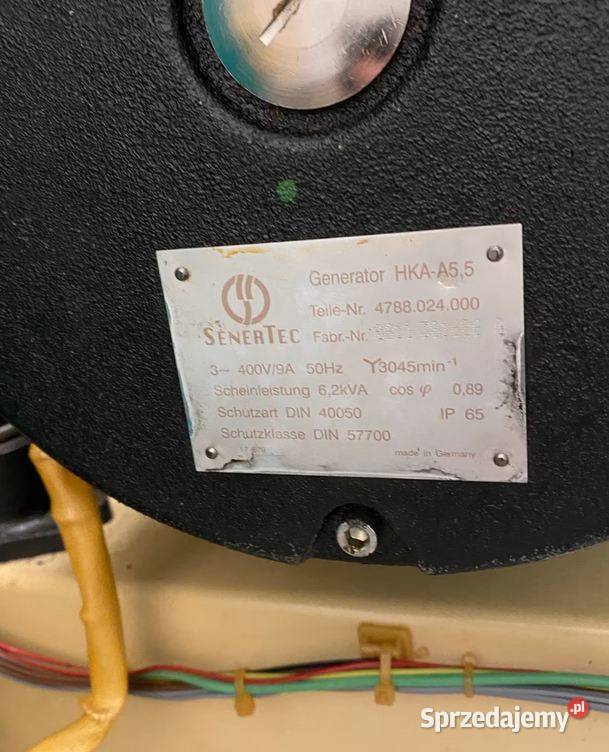 Generator HKA-A5,5
Teile-Nr. 4788.024.000
SENERTEC
Fabr.-Nr.
3~ 400V/9A 50Hz Y3045min⁻¹
Scheinleistung 6,2kVA cos φ 0,89
Schutzart DIN 40050 IP 65
Schutzklasse DIN 57700
made in Germany
Sprzedajemy.pl